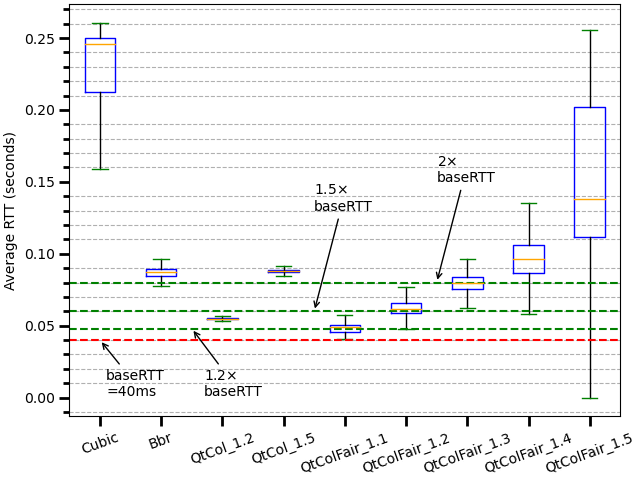 0.25
0.20
0.15
0.10
0.05
0.00
Average RTT (seconds)
2×
baseRTT
1.5×
baseRTT
baseRTT
=40ms
1.2×
baseRTT
Cubic
Bbr
QtCol_1.2
QtCol_1.5
QtColFair_1.1
QtColFair_1.2
QtColFair_1.3
QtColFair_1.4
QtColFair_1.5